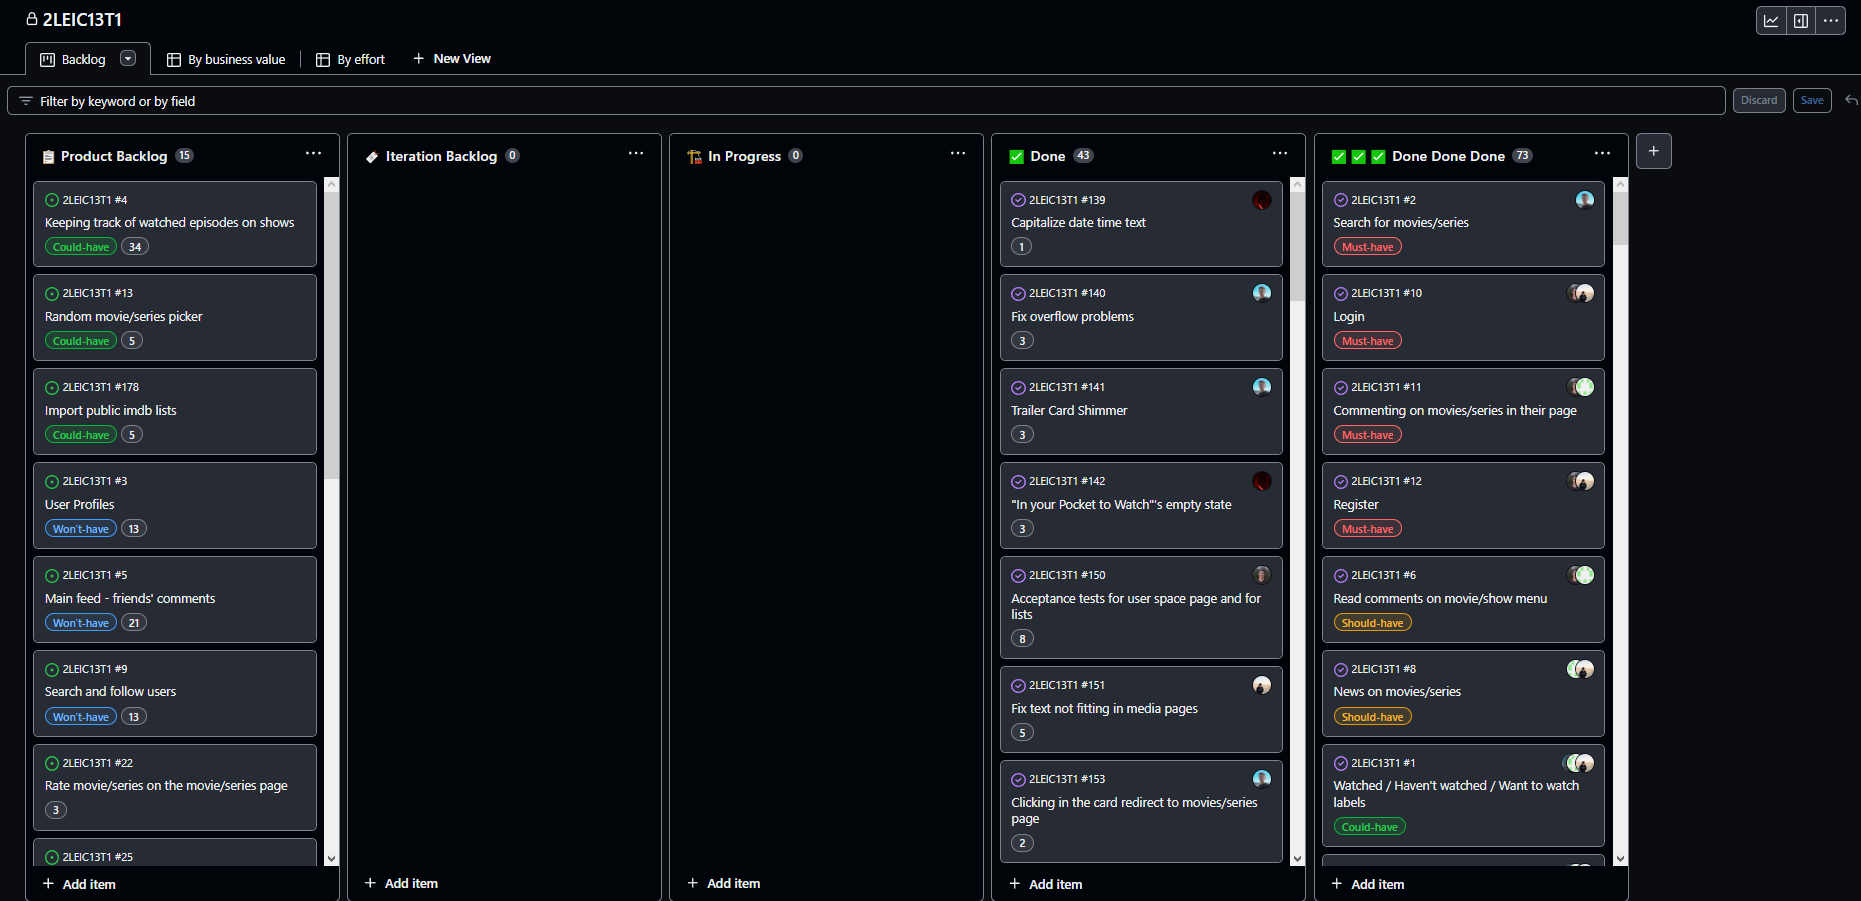 2LEIC13T1
Backlog
By business value
By effort
New View
Filter by keyword or by field
Discard
Save
Product Backlog 15
2LEIC13T1 #4
Keeping track of watched episodes on shows
Could-have 34
2LEIC13T1 #13
Random movie/series picker
Could-have 5
2LEIC13T1 #178
Import public imdb lists
Could-have 5
2LEIC13T1 #3
User Profiles
Won't-have 13
2LEIC13T1 #5
Main feed - friends' comments
Won't-have 21
2LEIC13T1 #9
Search and follow users
Won't-have 13
2LEIC13T1 #22
Rate movie/series on the movie/series page
3
2LEIC13T1 #25
Add item
Iteration Backlog 0
Add item
In Progress 0
Add item
Done 43
2LEIC13T1 #139
Capitalize date time text
1
2LEIC13T1 #140
Fix overflow problems
3
2LEIC13T1 #141
Trailer Card Shimmer
3
2LEIC13T1 #142
"In your Pocket to Watch"'s empty state
3
2LEIC13T1 #150
Acceptance tests for user space page and for
lists
8
2LEIC13T1 #151
Fix text not fitting in media pages
5
2LEIC13T1 #153
Clicking in the card redirect to movies/series
page
2
Add item
Done Done Done 73
2LEIC13T1 #2
Search for movies/series
Must-have
2LEIC13T1 #10
Login
Must-have
2LEIC13T1 #11
Commenting on movies/series in their page
Must-have
2LEIC13T1 #12
Register
Must-have
2LEIC13T1 #6
Read comments on movie/show menu
Should-have
2LEIC13T1 #8
News on movies/series
Should-have
2LEIC13T1 #1
Watched / Haven't watched / Want to watch
labels
Could-have
Add item